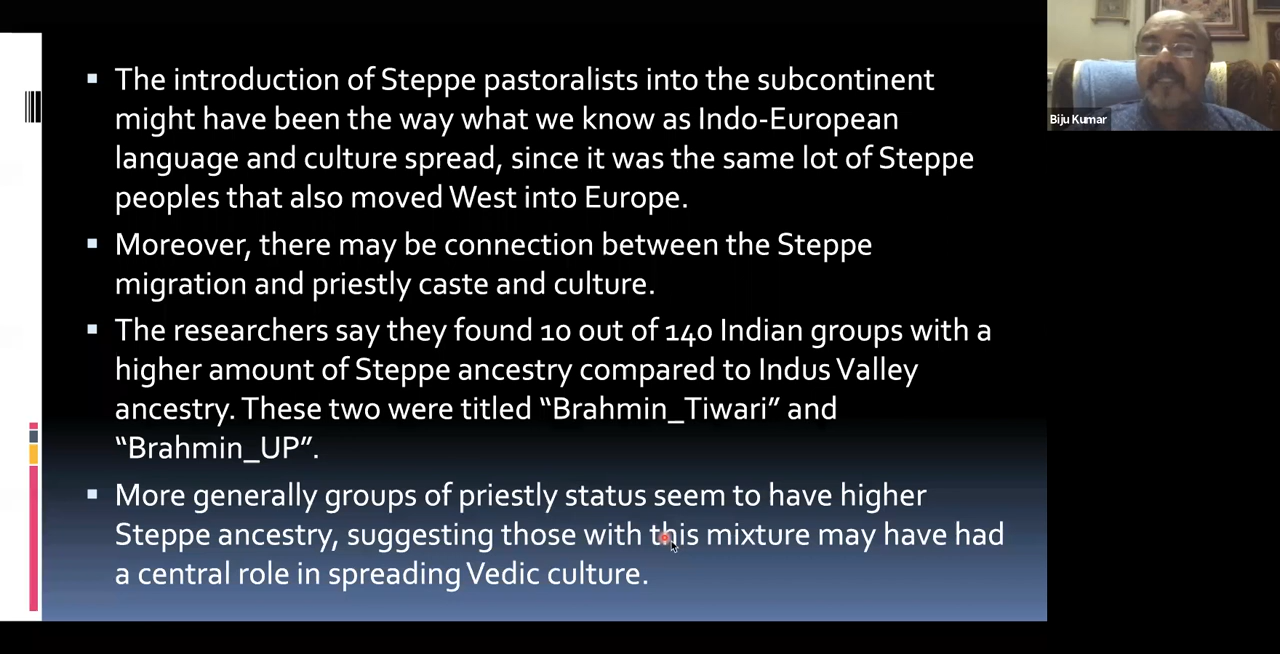 ▪ The introduction of Steppe pastoralists into the subcontinent
might have been the way what we know as Indo-European
language and culture spread, since it was the same lot of Steppe
peoples that also moved West into Europe.
▪ Moreover, there may be connection between the Steppe
migration and priestly caste and culture.
▪ The researchers say they found 10 out of 140 Indian groups with a
higher amount of Steppe ancestry compared to Indus Valley
ancestry. These two were titled “Brahmin_Tiwari” and
“Brahmin_UP”.
▪ More generally groups of priestly status seem to have higher
Steppe ancestry, suggesting those with this mixture may have had
a central role in spreading Vedic culture.
Biju Kumar